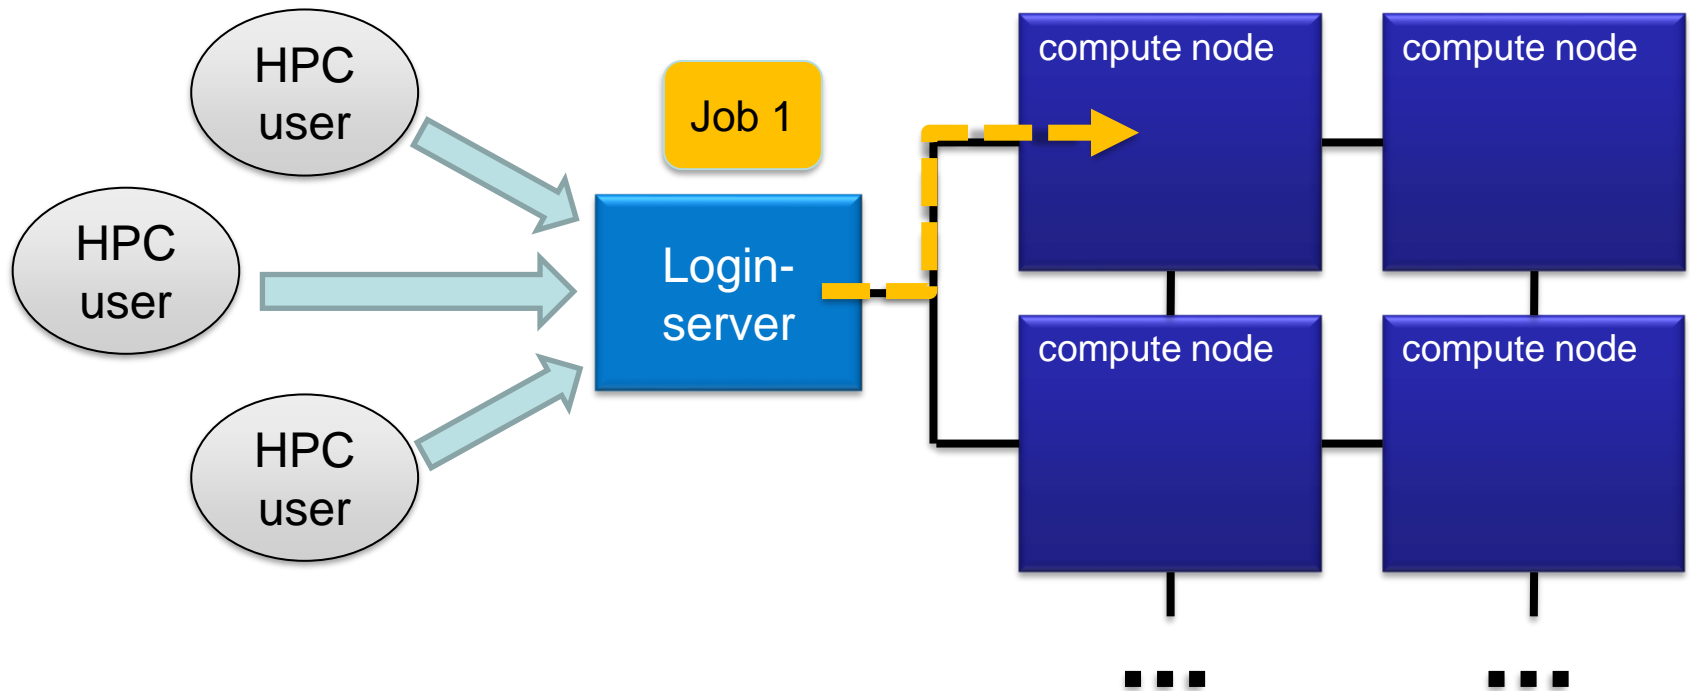 HPC
user
HPC
user
HPC
user
Job 1
Login-
server
compute node
compute node
compute node
compute node
...
...